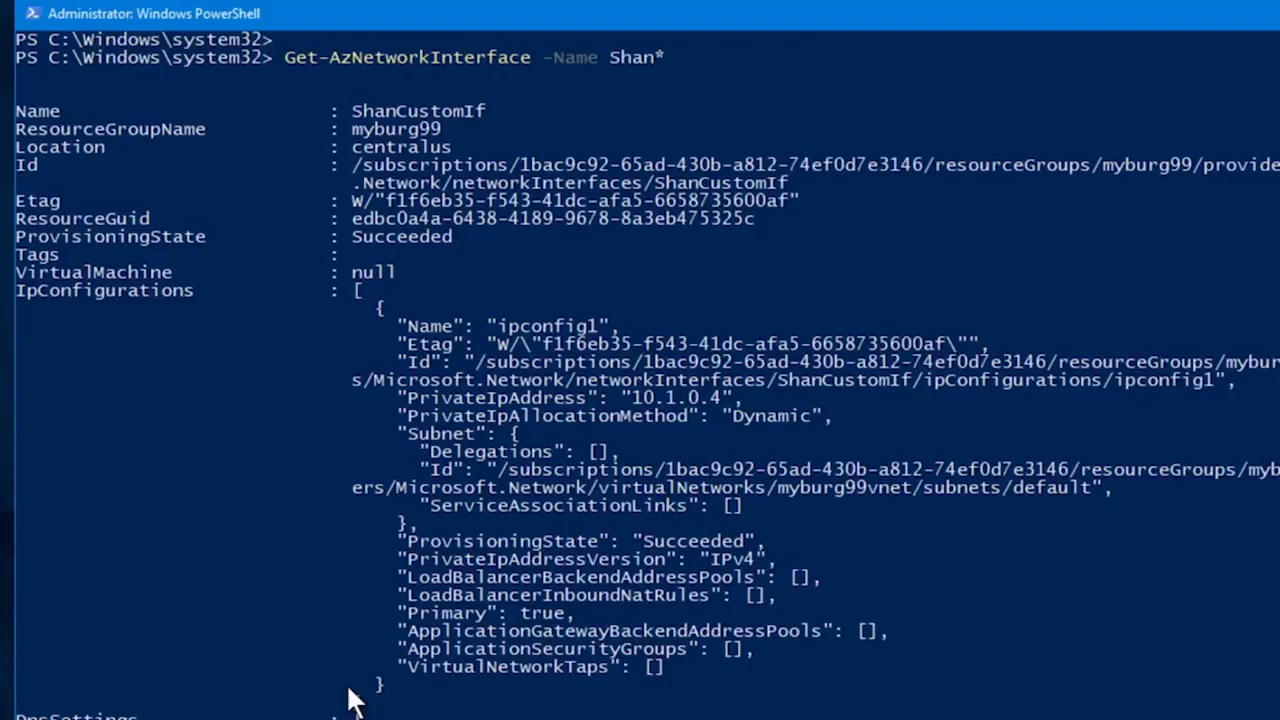 Administrator: Windows PowerShell
PS C:\Windows\system32>
PS C:\Windows\system32> Get-AzNetworkInterface -Name Shan*
Name : ShanCustomIf
ResourceGroupName : myburg99
Location : centralus
Id : /subscriptions/1bac9c92-65ad-430b-a812-74ef0d7e3146/resourceGroups/myburg99/provide
.Network/networkInterfaces/ShanCustomIf
Etag : W/"f1f6eb35-f543-41dc-afa5-6658735600af"
ResourceGuid : edbc0a4a-6438-4189-9678-8a3eb475325c
ProvisioningState : Succeeded
Tags :
VirtualMachine : null
IpConfigurations : [
{
"Name": "ipconfig1",
"Etag": "W/\"f1f6eb35-f543-41dc-afa5-6658735600af\"",
"Id": "/subscriptions/1bac9c92-65ad-430b-a812-74ef0d7e3146/resourceGroups/mybur
s/Microsoft.Network/networkInterfaces/ShanCustomIf/ipConfigurations/ipconfig1",
"PrivateIpAddress": "10.1.0.4",
"PrivateIpAllocationMethod": "Dynamic",
"Subnet": {
"Delegations": [],
"Id": "/subscriptions/1bac9c92-65ad-430b-a812-74ef0d7e3146/resourceGroups/myb
ers/Microsoft.Network/virtualNetworks/myburg99vnet/subnets/default",
"ServiceAssociationLinks": []
},
"ProvisioningState": "Succeeded",
"PrivateIpAddressVersion": "IPv4",
"LoadBalancerBackendAddressPools": [],
"LoadBalancerInboundNatRules": [],
"Primary": true,
"ApplicationGatewayBackendAddressPools": [],
"ApplicationSecurityGroups": [],
"VirtualNetworkTaps": []
}
DnsSettings :